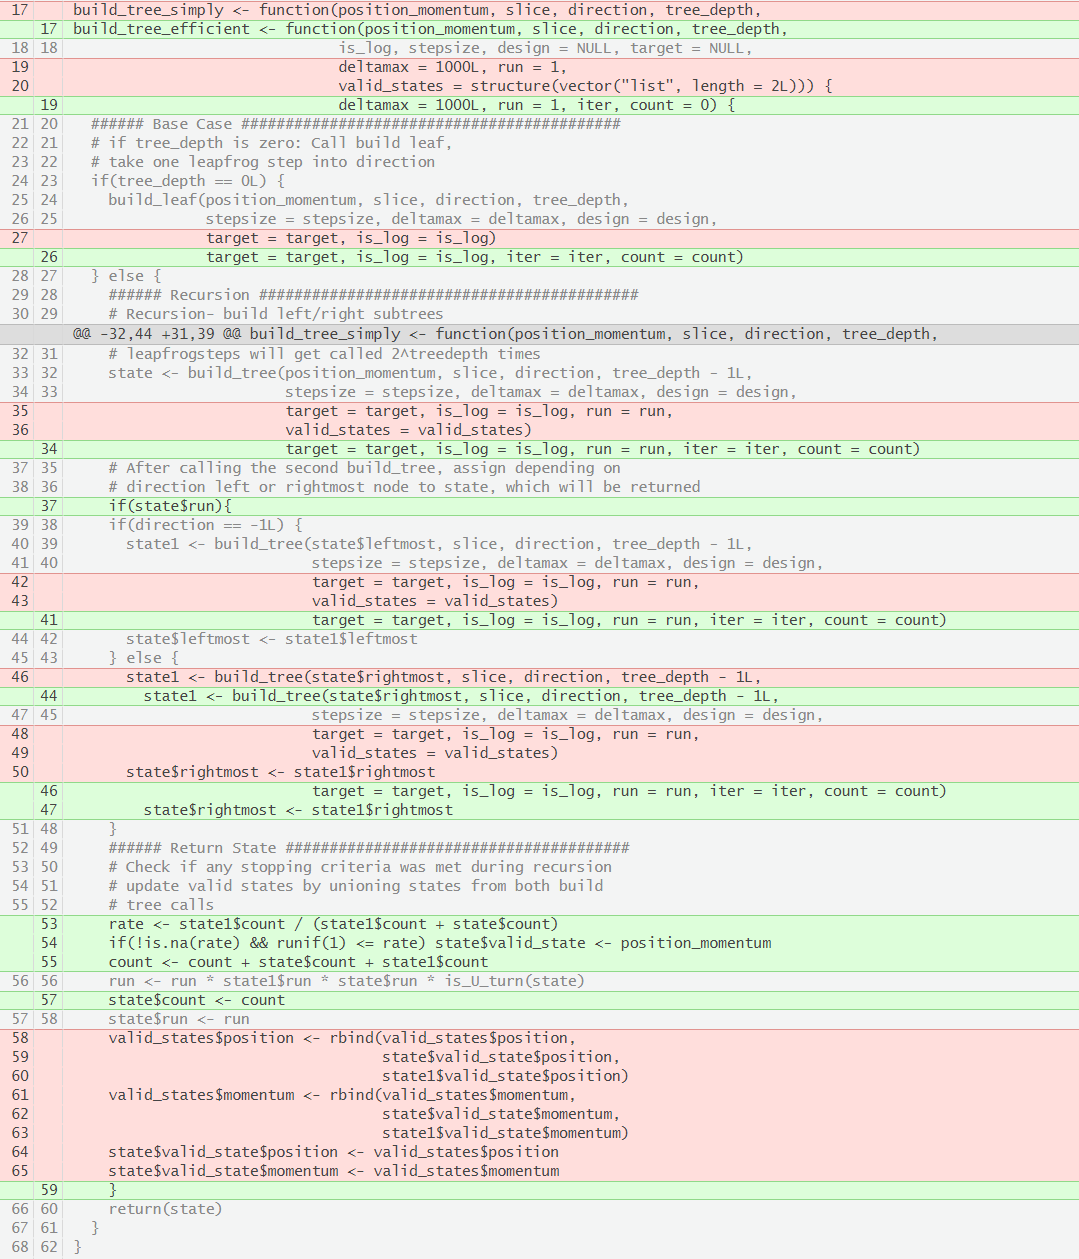 17 build_tree_simply <- function(position_momentum, slice, direction, tree_depth,
17 build_tree_efficient <- function(position_momentum, slice, direction, tree_depth,
18 18 is_log, stepsize, design = NULL, target = NULL,
19 deltamax = 1000L, run = 1,
20 valid_states = structure(vector("list", length = 2L))) {
19 deltamax = 1000L, run = 1, iter, count = 0) {
21 20 ###### Base Case ###########################################
22 21 # if tree_depth is zero: Call build leaf,
23 22 # take one leapfrog step into direction
24 23 if(tree_depth == 0L) {
25 24 build_leaf(position_momentum, slice, direction, tree_depth,
26 25 stepsize = stepsize, deltamax = deltamax, design = design,
27 target = target, is_log = is_log)
26 target = target, is_log = is_log, iter = iter, count = count)
28 27 } else {
29 28 ###### Recursion ###########################################
30 29 # Recursion- build left/right subtrees
@@ -32,44 +31,39 @@ build_tree_simply <- function(position_momentum, slice, direction, tree_depth,
32 31 # leapfrogsteps will get called 2^treedepth times
33 32 state <- build_tree(position_momentum, slice, direction, tree_depth - 1L,
34 33 stepsize = stepsize, deltamax = deltamax, design = design,
35 target = target, is_log = is_log, run = run,
36 valid_states = valid_states)
34 target = target, is_log = is_log, run = run, iter = iter, count = count)
37 35 # After calling the second build_tree, assign depending on
38 36 # direction left or rightmost node to state, which will be returned
37 if(state$run){
39 38 if(direction == -1L) {
40 39 state1 <- build_tree(state$leftmost, slice, direction, tree_depth - 1L,
41 40 stepsize = stepsize, deltamax = deltamax, design = design,
42 target = target, is_log = is_log, run = run,
43 valid_states = valid_states)
41 target = target, is_log = is_log, run = run, iter = iter, count = count)
44 42 state$leftmost <- state1$leftmost
45 43 } else {
46 state1 <- build_tree(state$rightmost, slice, direction, tree_depth - 1L,
44 state1 <- build_tree(state$rightmost, slice, direction, tree_depth - 1L,
47 45 stepsize = stepsize, deltamax = deltamax, design = design,
48 target = target, is_log = is_log, run = run,
49 valid_states = valid_states)
50 state$rightmost <- state1$rightmost
46 target = target, is_log = is_log, run = run, iter = iter, count = count)
47 state$rightmost <- state1$rightmost
51 48 }
52 49 ###### Return State #######################################
53 50 # Check if any stopping criteria was met during recursion
54 51 # update valid states by unioning states from both build
55 52 # tree calls
53 rate <- state1$count / (state1$count + state$count)
54 if(!is.na(rate) && runif(1) <= rate) state$valid_state <- position_momentum
55 count <- count + state$count + state1$count
56 56 run <- run * state1$run * state$run * is_U_turn(state)
57 state$count <- count
57 58 state$run <- run
58 valid_states$position <- rbind(valid_states$position,
59 state$valid_state$position,
60 state1$valid_state$position)
61 valid_states$momentum <- rbind(valid_states$momentum,
62 state$valid_state$momentum,
63 state1$valid_state$momentum)
64 state$valid_state$position <- valid_states$position
65 state$valid_state$momentum <- valid_states$momentum
59 }
66 60 return(state)
67 61 }
68 62 }